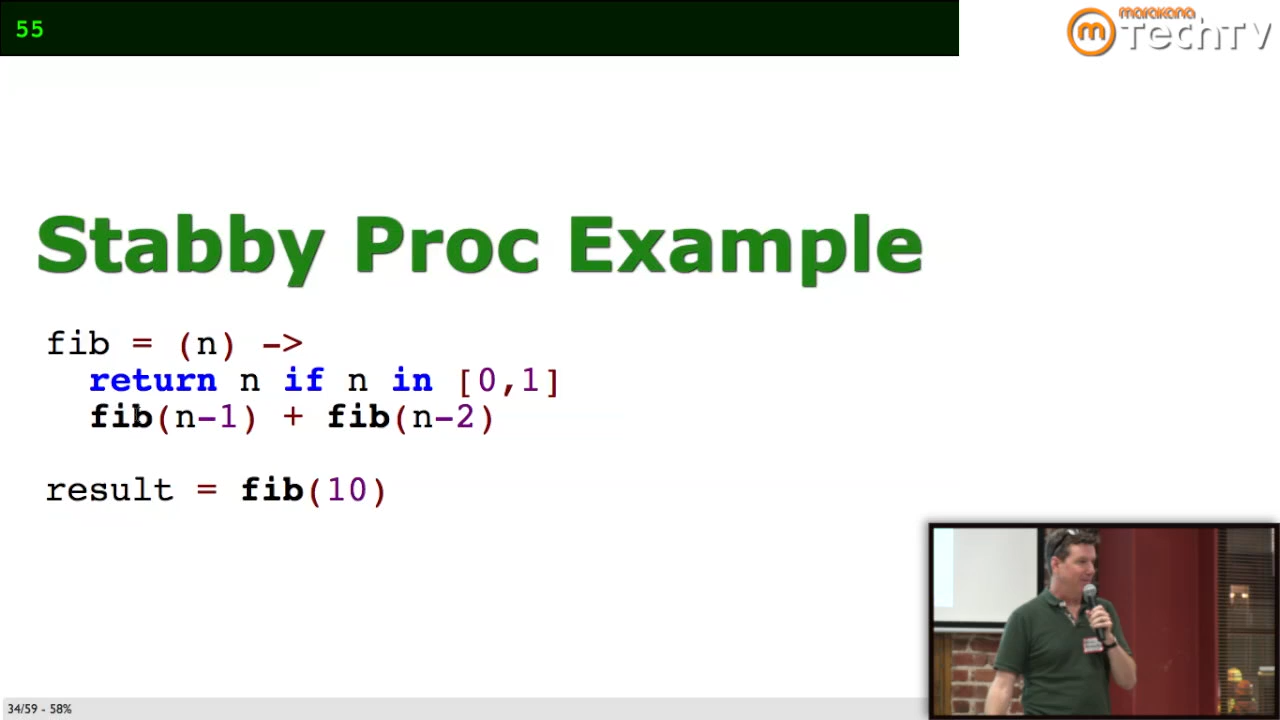 55
marakana
m TechTV
Stabby Proc Example
fib = (n) ->
return n if n in [0,1]
fib(n-1) + fib(n-2)
result = fib(10)
34/59 - 58%